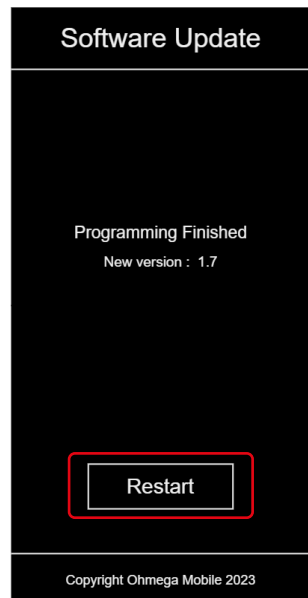 Software Update
Programming Finished
New version : 1.7
Restart
Copyright Ohmega Mobile 2023